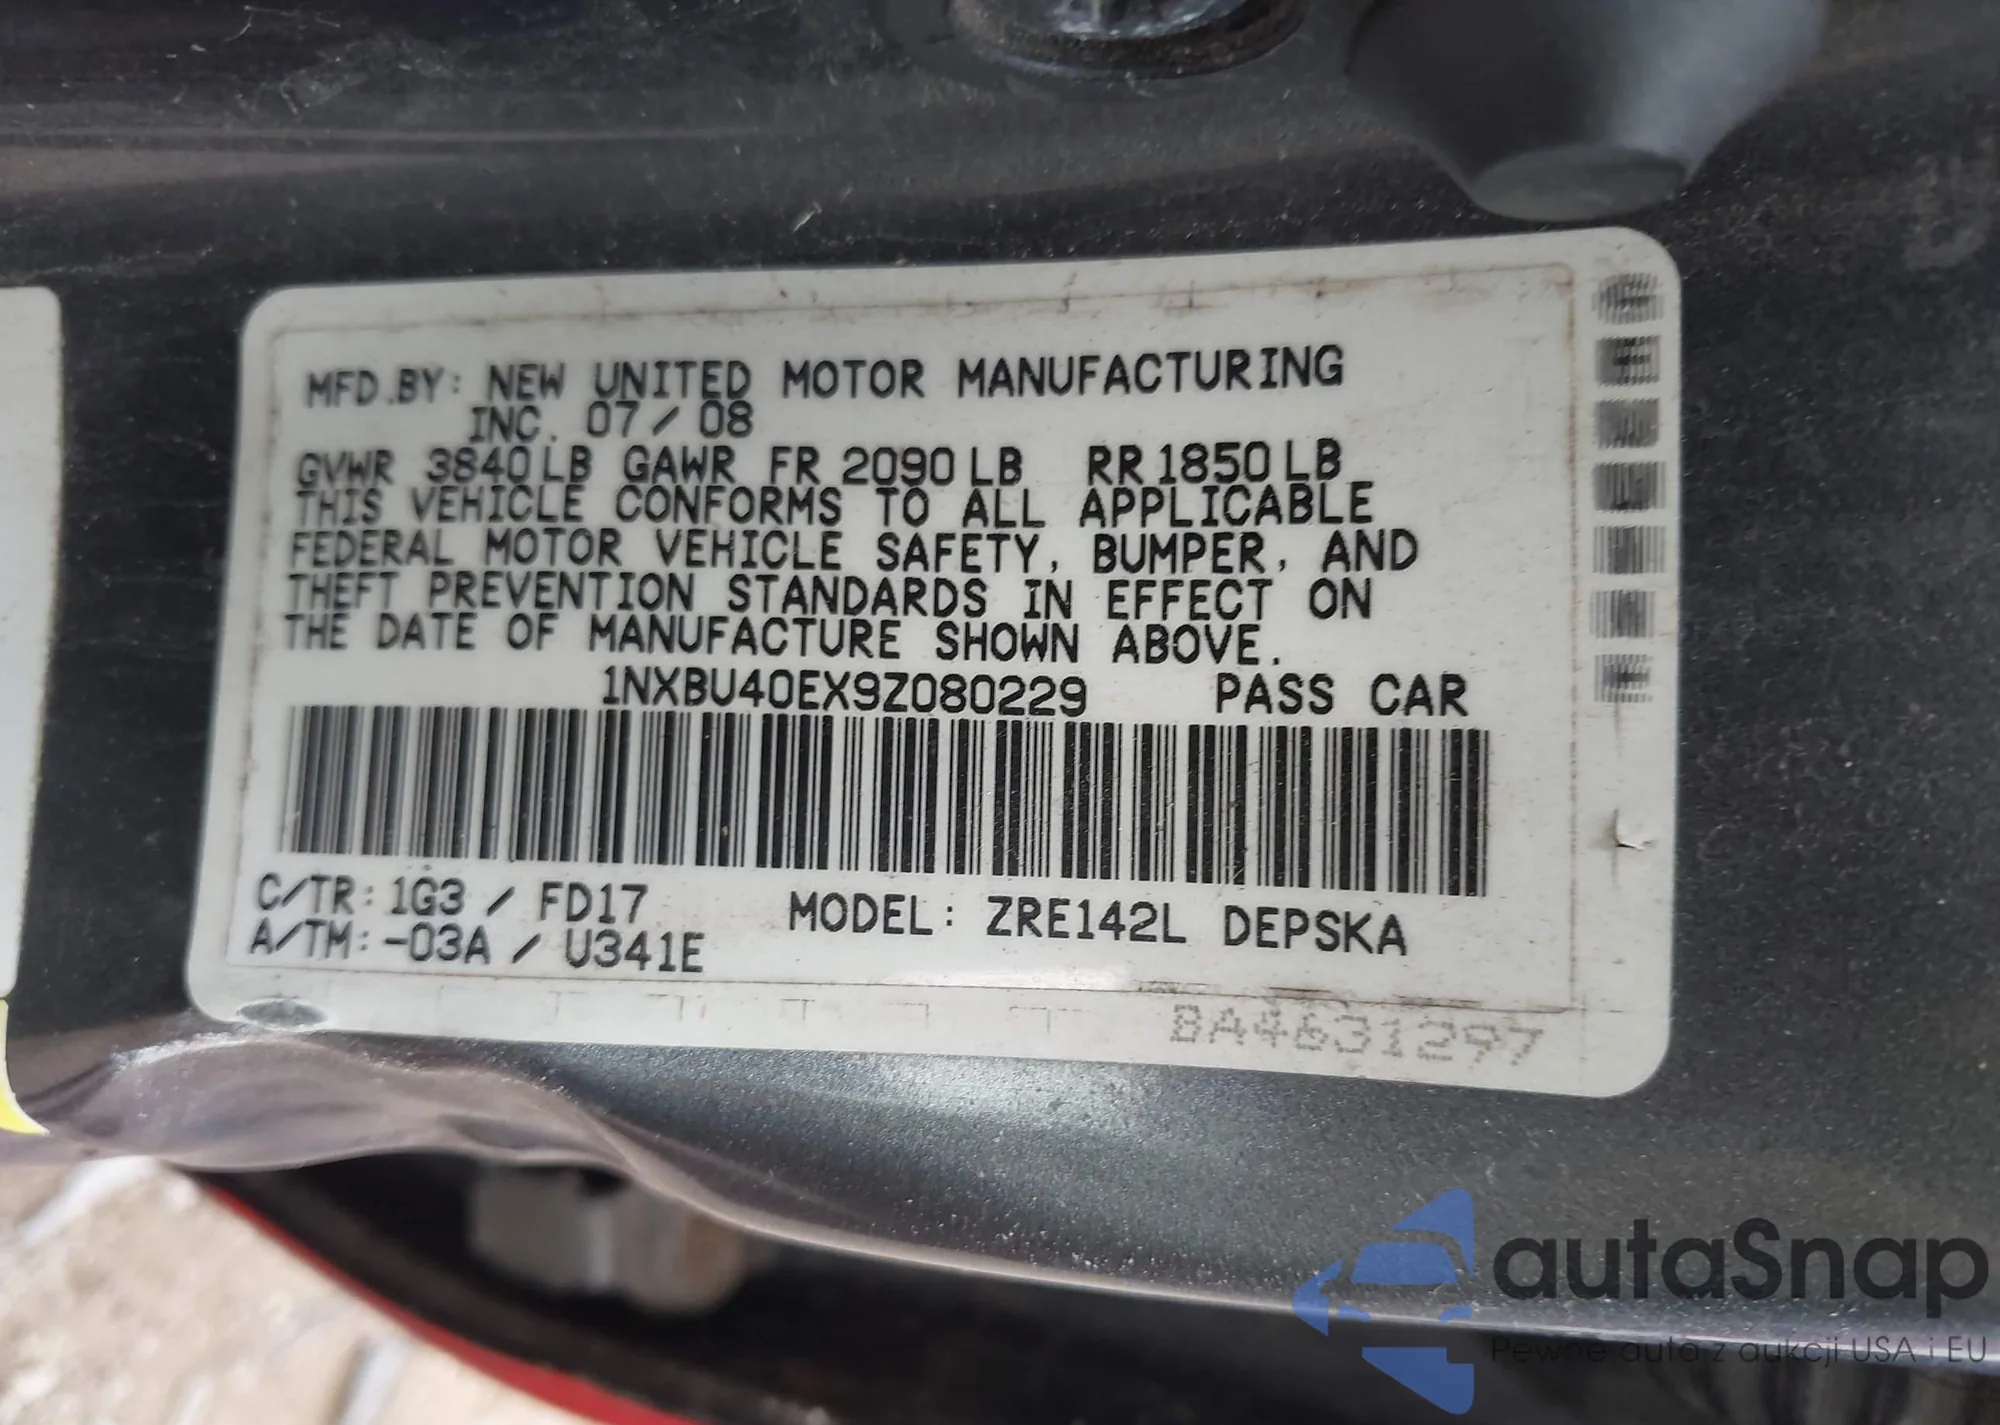 MFD.BY: NEW UNITED MOTOR MANUFACTURING
INC. 07/08
GVWR 3840LB GAWR FR 2090LB RR1850LB
THIS VEHICLE CONFORMS TO ALL APPLICABLE
FEDERAL MOTOR VEHICLE SAFETY, BUMPER, AND
THEFT PREVENTION STANDARDS IN EFFECT ON
THE DATE OF MANUFACTURE SHOWN ABOVE.
1NXBU40EX9Z080229 PASS CAR
C/TR: 1G3 / FD17
A/TM: -03A / U341E
MODEL: ZRE142L DEPSKA
BA4631297
autaSnap
Pewne auta z aukcji USA i EU